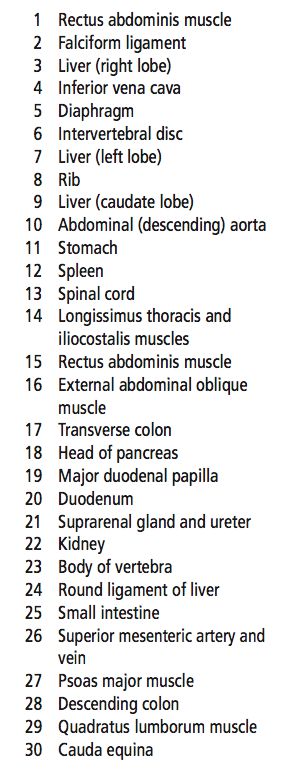 1 Rectus abdominis muscle
2 Falciform ligament
3 Liver (right lobe)
4 Inferior vena cava
5 Diaphragm
6 Intervertebral disc
7 Liver (left lobe)
8 Rib
9 Liver (caudate lobe)
10 Abdominal (descending) aorta
11 Stomach
12 Spleen
13 Spinal cord
14 Longissimus thoracis and
iliocostalis muscles
15 Rectus abdominis muscle
16 External abdominal oblique
muscle
17 Transverse colon
18 Head of pancreas
19 Major duodenal papilla
20 Duodenum
21 Suprarenal gland and ureter
22 Kidney
23 Body of vertebra
24 Round ligament of liver
25 Small intestine
26 Superior mesenteric artery and
vein
27 Psoas major muscle
28 Descending colon
29 Quadratus lumborum muscle
30 Cauda equina